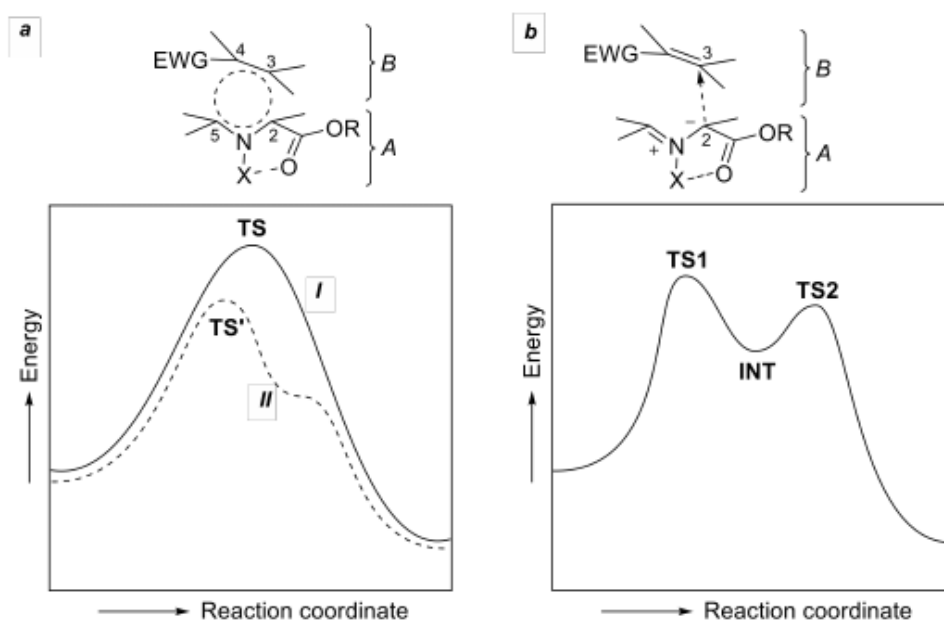 a
EWG
4
3
B
5
N
2
OR
X
O
A
TS
I
TS'
II
Energy
Reaction coordinate
b
EWG
3
B
−
N
2
OR
+
X
O
A
TS1
TS2
INT
Energy
Reaction coordinate